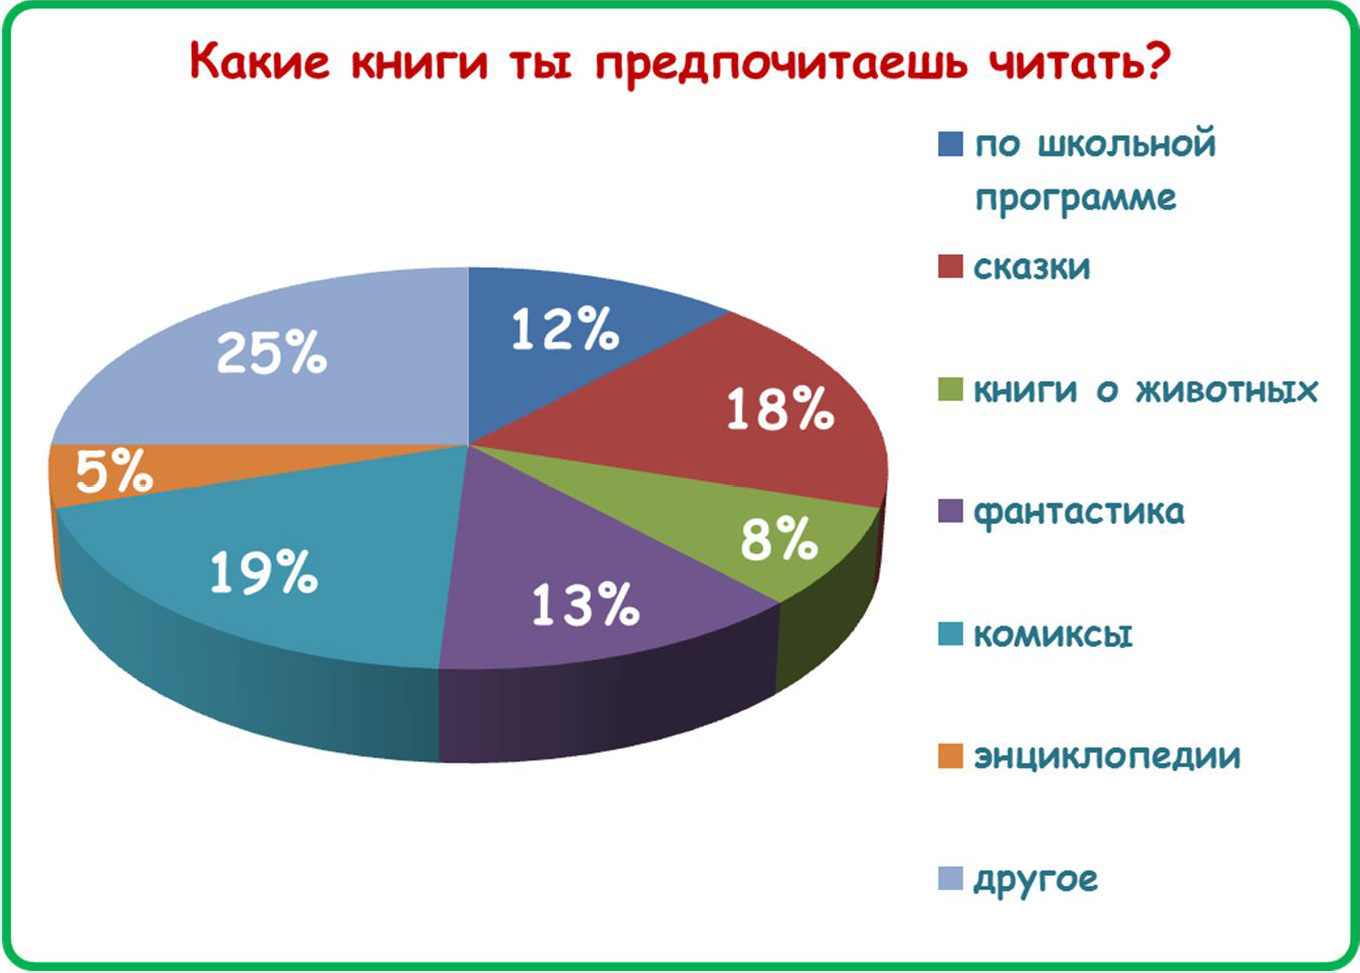 Какие книги ты предпочитаешь читать?
по школьной
программе
сказки
книги о животных
фантастика
комиксы
энциклопедии
другое
12%
18%
8%
13%
19%
5%
25%